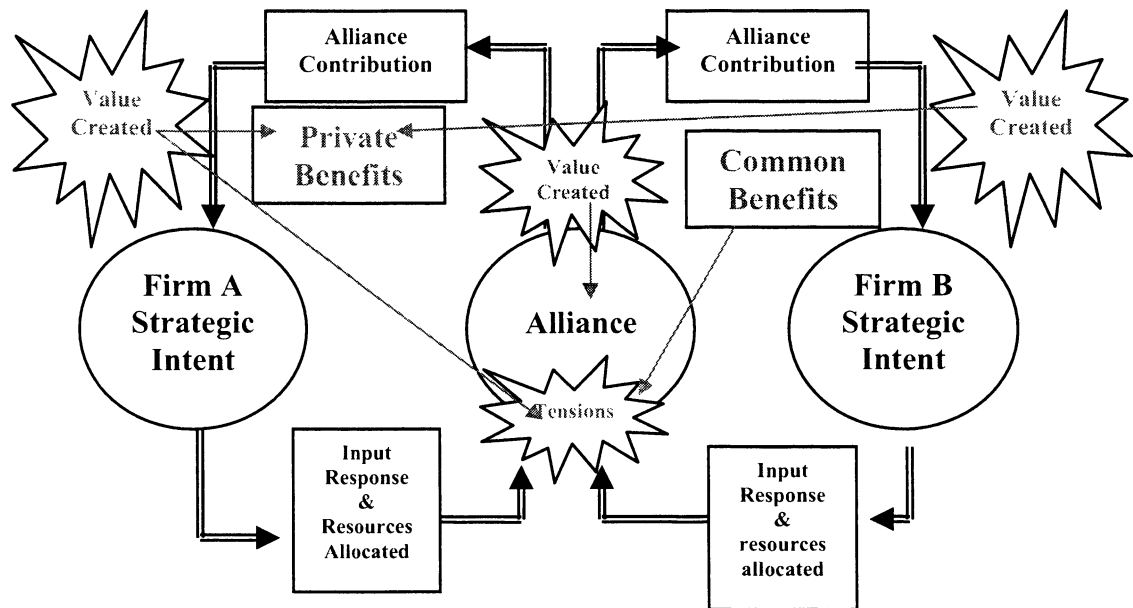 Alliance
Contribution
Alliance
Contribution
Value
Created
Private
Benefits
Value
Created
Common
Benefits
Value
Created
Firm A
Strategic
Intent
Alliance
Firm B
Strategic
Intent
Tensions
Input
Response
&
Resources
Allocated
Input
Response
&
resources
allocated